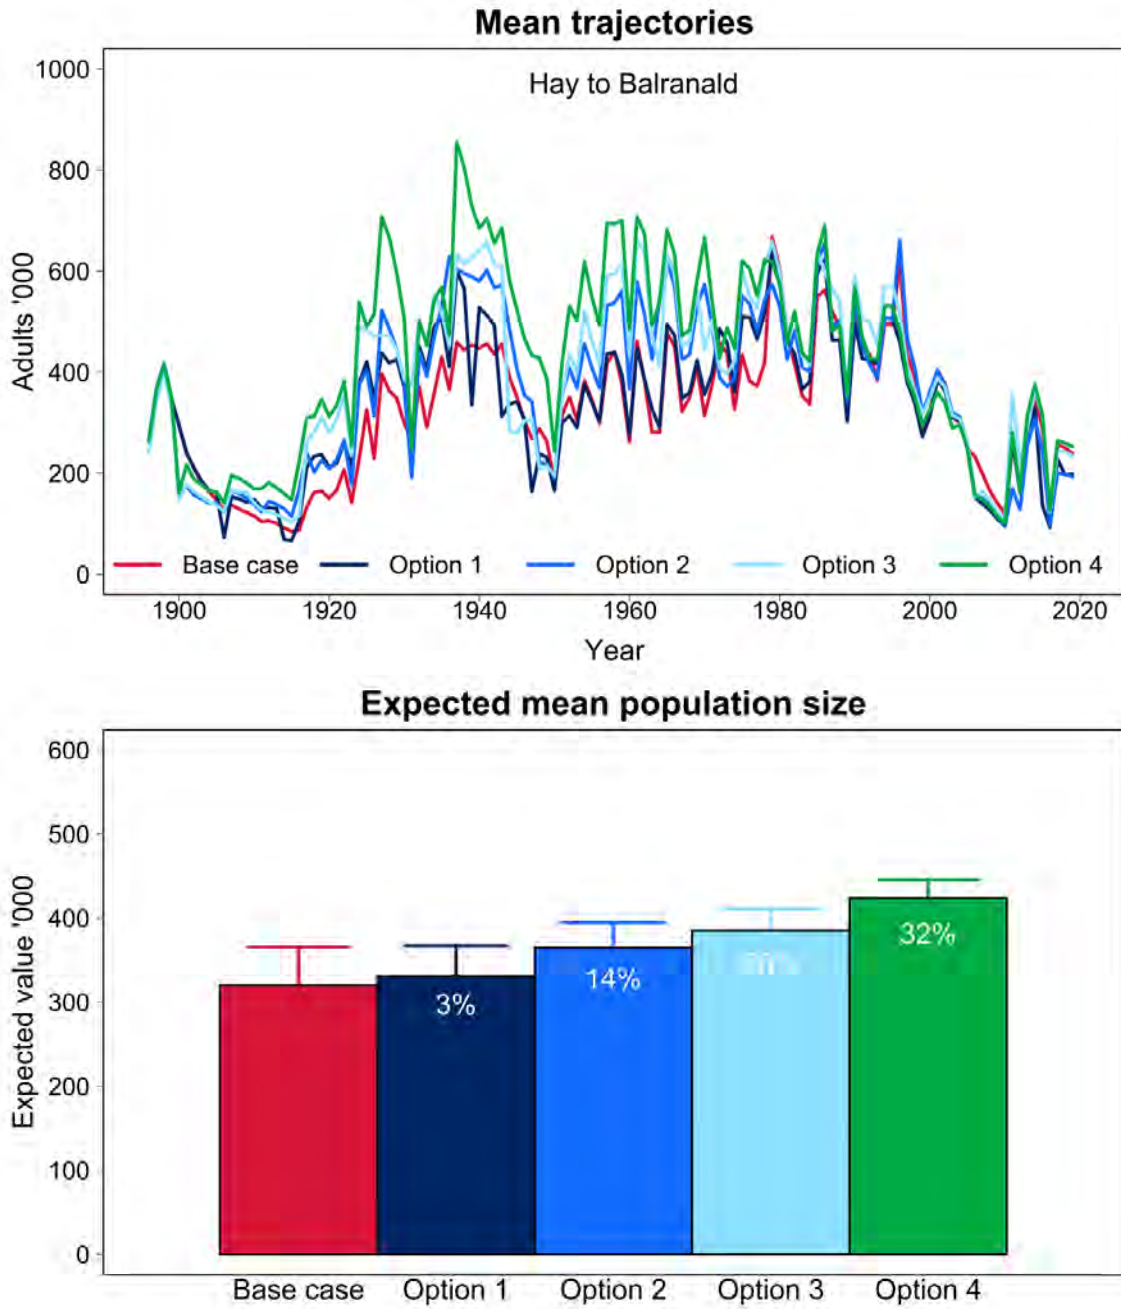 Mean trajectories
Hay to Balranald
1000
800
600
400
200
0
Adults '000
Base case
Option 1
Option 2
Option 3
Option 4
1900
1920
1940
1960
1980
2000
2020
Year
Expected mean population size
600
500
400
300
200
100
0
Expected value '000
3%
14%
32%
Base case
Option 1
Option 2
Option 3
Option 4